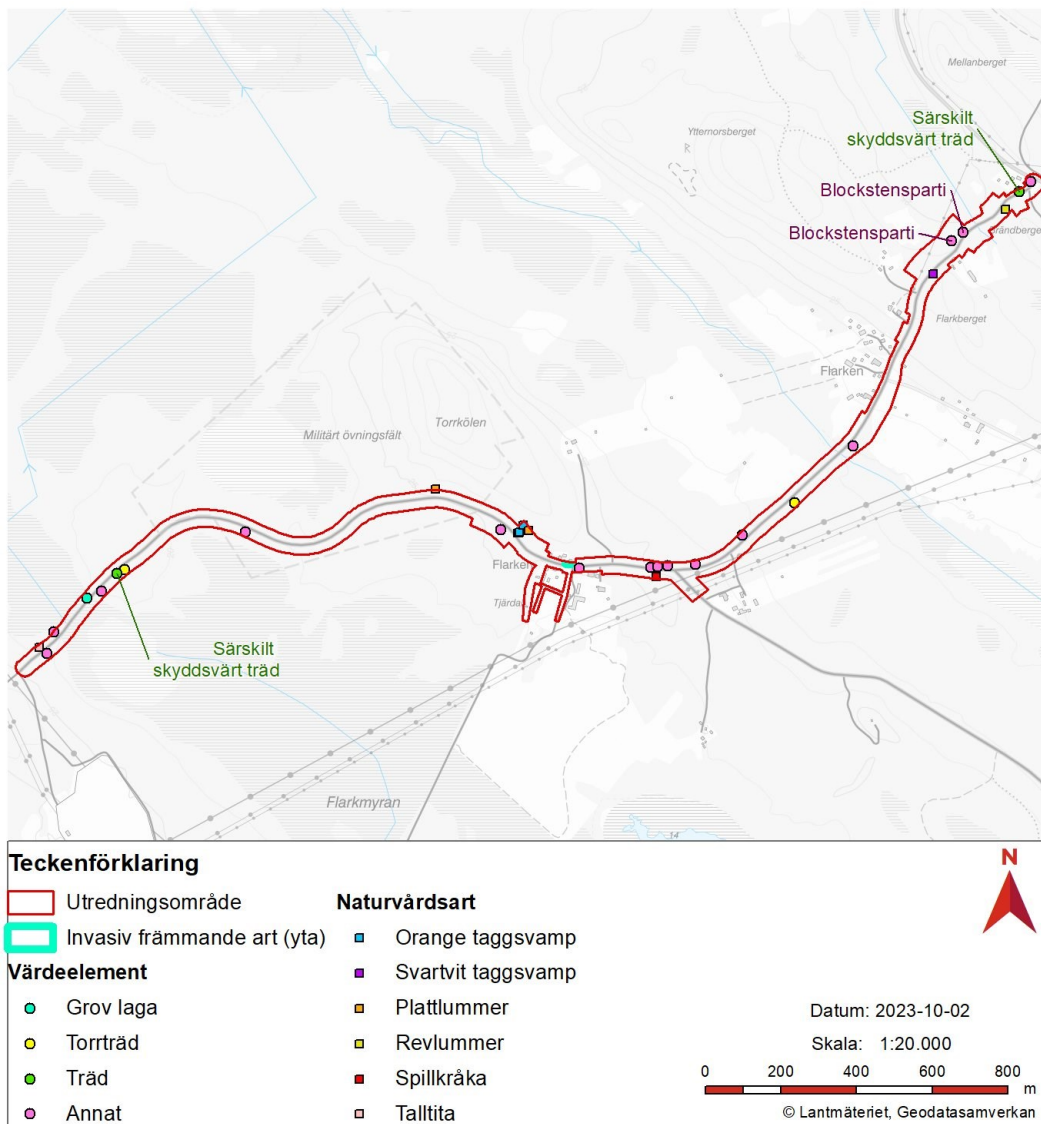 Mellanberget
Särskilt
skyddsvärt träd
Ytternorsberget
Blockstensparti
Blockstensparti
Flarkberget
Flarken
Torrkölen
Militärt övningsfält
Särskilt
skyddsvärt träd
Flarkmyran
14
Teckenförklaring
Utredningsområde
Invasiv främmande art (yta)
Värdeelement
Grov laga
Torrträd
Träd
Annat
Naturvårdsart
Orange taggsvamp
Svartvit taggsvamp
Plattlummer
Revlummer
Spillkråka
Talltita
N
Datum: 2023-10-02
Skala: 1:20.000
0 200 400 600 800
m
© Lantmäteriet, Geodatasamverkan